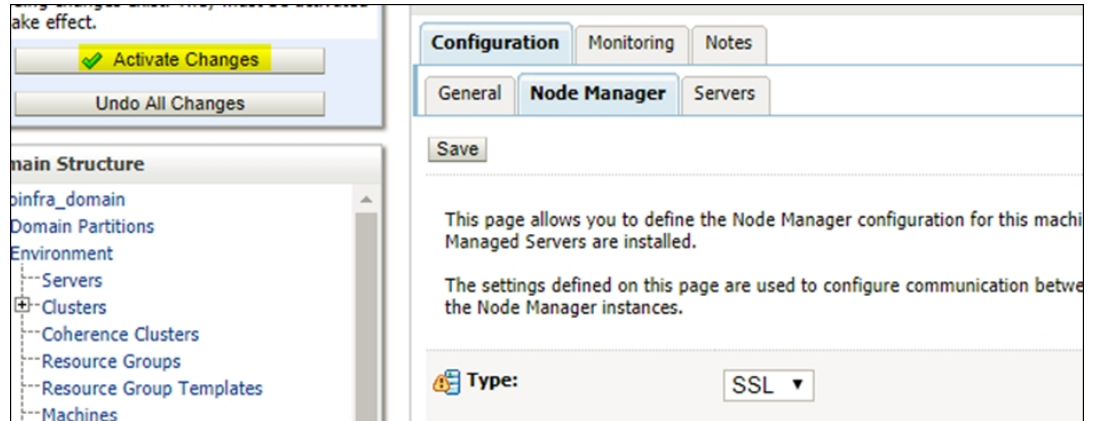 ake effect.
Activate Changes
Undo All Changes
main Structure
infra_domain
Domain Partitions
Environment
Servers
Clusters
Coherence Clusters
Resource Groups
Resource Group Templates
Machines
Configuration Monitoring Notes
General Node Manager Servers
Save
This page allows you to define the Node Manager configuration for this machi
Managed Servers are installed.
The settings defined on this page are used to configure communication betwe
the Node Manager instances.
Type: SSL